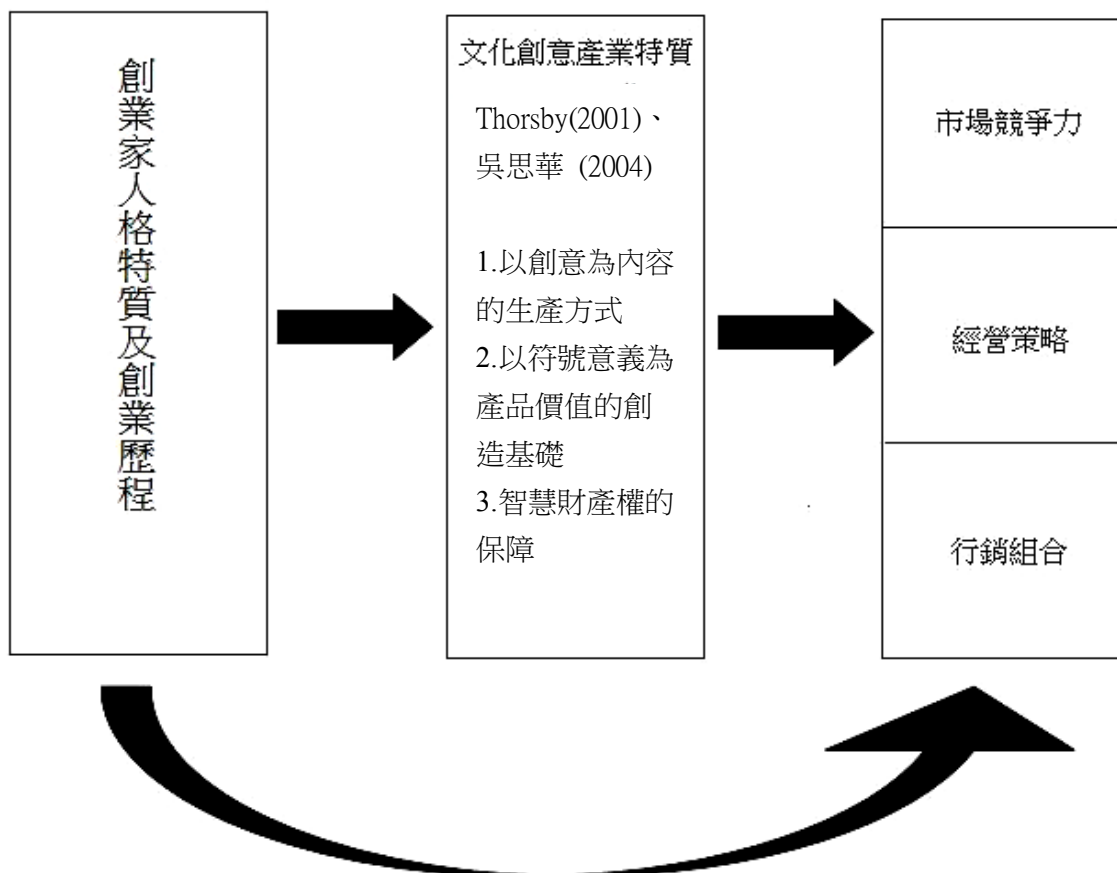 創業家人格特質及創業歷程
文化創意產業特質
Thorsby(2001)、
吳思華 (2004)
1.以創意為內容
的生產方式
2.以符號意義為
產品價值的創
造基礎
3.智慧財產權的
保障
市場競爭力
經營策略
行銷組合